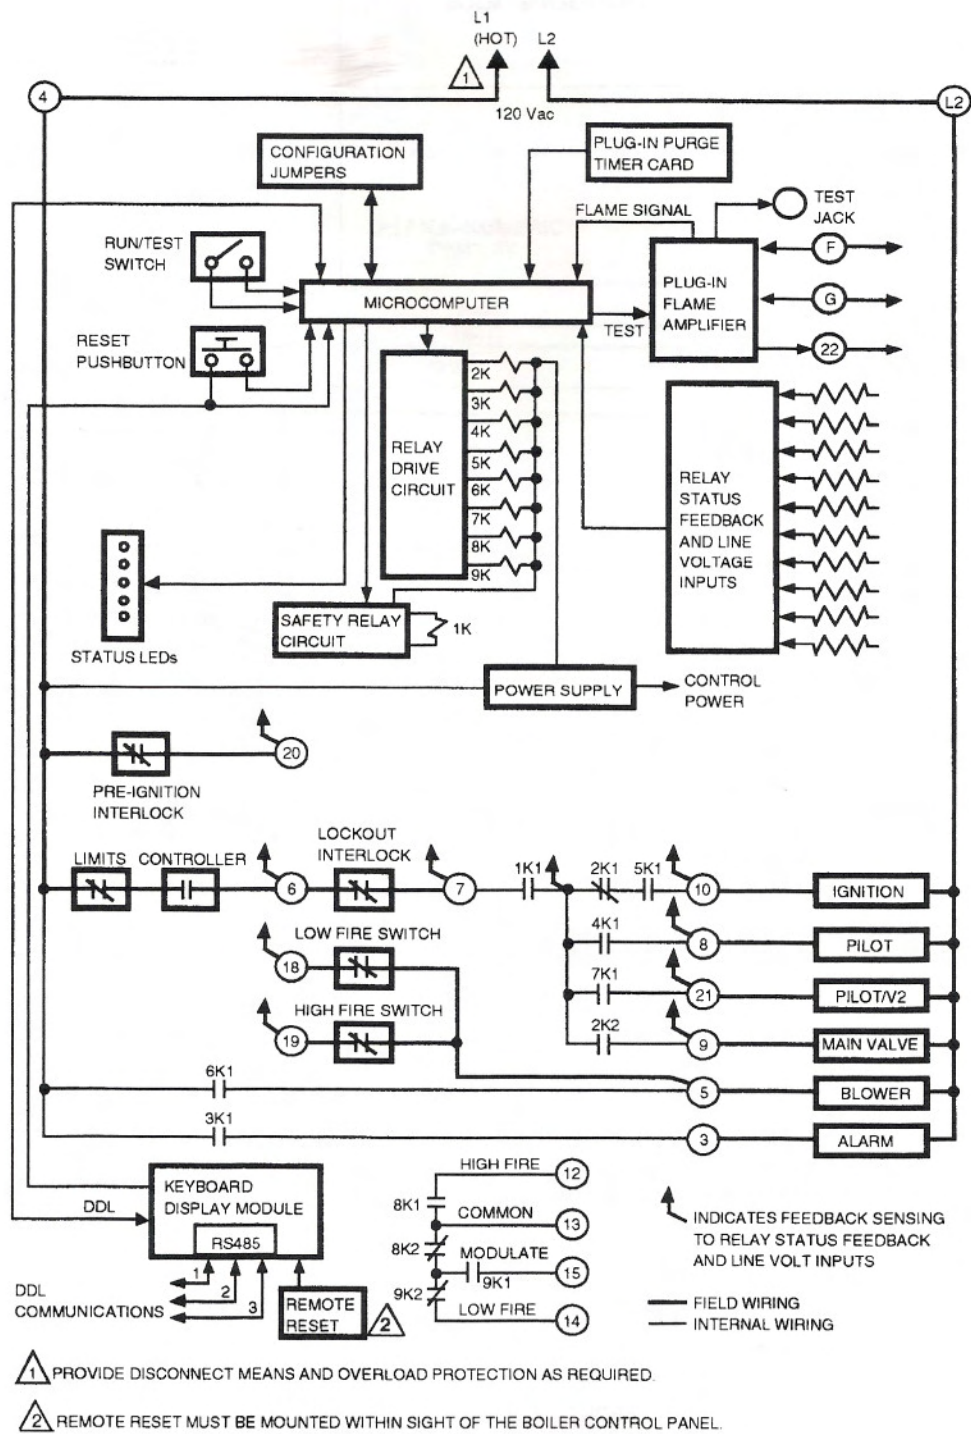 L1
(HOT) L2
1
4
L2
120 Vac
CONFIGURATION
JUMPERS
PLUG-IN PURGE
TIMER CARD
FLAME SIGNAL
TEST
JACK
RUN/TEST
SWITCH
F
MICROCOMPUTER
PLUG-IN
FLAME
AMPLIFIER
G
TEST
RESET
PUSHBUTTON
22
2K
3K
4K
5K
6K
7K
8K
9K
RELAY
DRIVE
CIRCUIT
RELAY
STATUS
FEEDBACK
AND LINE
VOLTAGE
INPUTS
SAFETY RELAY
CIRCUIT
1K
STATUS LEDs
POWER SUPPLY
CONTROL
POWER
20
PRE-IGNITION
INTERLOCK
LIMITS CONTROLLER
LOCKOUT
INTERLOCK
6
7
1K1
2K1
5K1
10
IGNITION
LOW FIRE SWITCH
18
4K1
8
PILOT
HIGH FIRE SWITCH
19
7K1
21
PILOT/V2
2K2
9
MAIN VALVE
6K1
5
BLOWER
3K1
3
ALARM
KEYBOARD
DISPLAY MODULE
RS485
DDL
1
2
3
DDL
COMMUNICATIONS
REMOTE
RESET
2
HIGH FIRE
12
8K1
COMMON
13
8K2
MODULATE
15
9K1
9K2
LOW FIRE
14
INDICATES FEEDBACK SENSING
TO RELAY STATUS FEEDBACK
AND LINE VOLT INPUTS
FIELD WIRING
INTERNAL WIRING
1 PROVIDE DISCONNECT MEANS AND OVERLOAD PROTECTION AS REQUIRED.
2 REMOTE RESET MUST BE MOUNTED WITHIN SIGHT OF THE BOILER CONTROL PANEL.